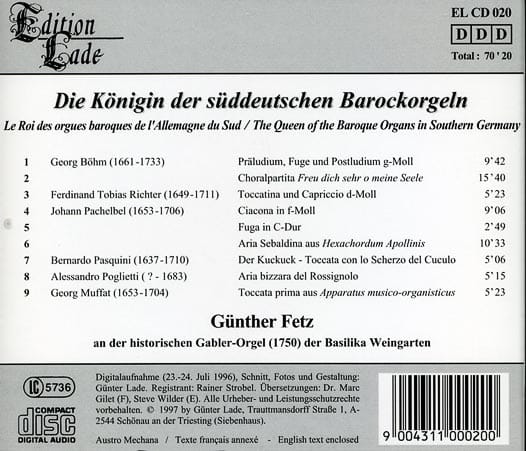 Edition
Lade
EL CD 020
D D D
Total: 70'20
Die Königin der süddeutschen Barockorgeln
Le Roi des orgues baroques de l'Allemagne du Sud / The Queen of the Baroque Organs in Southern Germany
1 Georg Böhm (1661-1733) Präludium, Fuge und Postludium g-Moll 9'42
2 Choralpartita Freu dich sehr o meine Seele 15'40
3 Ferdinand Tobias Richter (1649-1711) Toccatina und Capriccio d-Moll 5'23
4 Johann Pachelbel (1653-1706) Ciacona in f-Moll 9'06
5 Fuga in C-Dur 2'49
6 Aria Sebaldina aus Hexachordum Apollinis 10'33
7 Bernardo Pasquini (1637-1710) Der Kuckuck - Toccata con lo Scherzo del Cuculo 5'06
8 Alessandro Poglietti ( ? - 1683) Aria bizzara del Rossignolo 5'15
9 Georg Muffat (1653-1704) Toccata prima aus Apparatus musico-organisticus 5'23
Günther Fetz
an der historischen Gabler-Orgel (1750) der Basilika Weingarten
LC 5736
COMPACT
disc
DIGITAL AUDIO
Digitalaufnahme (23.-24. Juli 1996), Schnitt, Fotos und Gestaltung:
Günter Lade. Registrant: Rainer Strobel. Übersetzungen: Dr. Marc
Gilet (F), Steve Wilder (E). Alle Urheber- und Leistungsschutzrechte
vorbehalten. © 1997 by Günter Lade, Trauttmansdorff Straße 1, A-
2544 Schönau an der Triesting (Siebenhaus).
Austro Mechana / Texte français annexé - English text enclosed
9 004311 000200